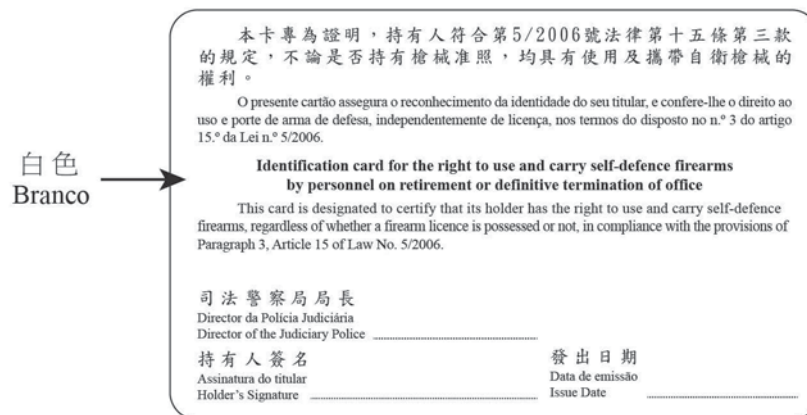 本卡專為證明，持有人符合第5/2006號法律第十五條第三款
的規定，不論是否持有槍械准照，均具有使用及攜帶自衛槍械的
權利。
O presente cartão assegura o reconhecimento da identidade do seu titular, e confere-lhe o direito ao
uso e porte de arma de defesa, independentemente de licença, nos termos do disposto no n.º 3 do artigo
15.º da Lei n.º 5/2006.
白色
Branco
Identification card for the right to use and carry self-defence firearms
by personnel on retirement or definitive termination of office
This card is designated to certify that its holder has the right to use and carry self-defence
firearms, regardless of whether a firearm licence is possessed or not, in compliance with the provisions of
Paragraph 3, Article 15 of Law No. 5/2006.
司法警察局局長
Director da Polícia Judiciária
Director of the Judiciary Police
持有人簽名
Assinatura do titular
Holder's Signature
發出日期
Data de emissão
Issue Date